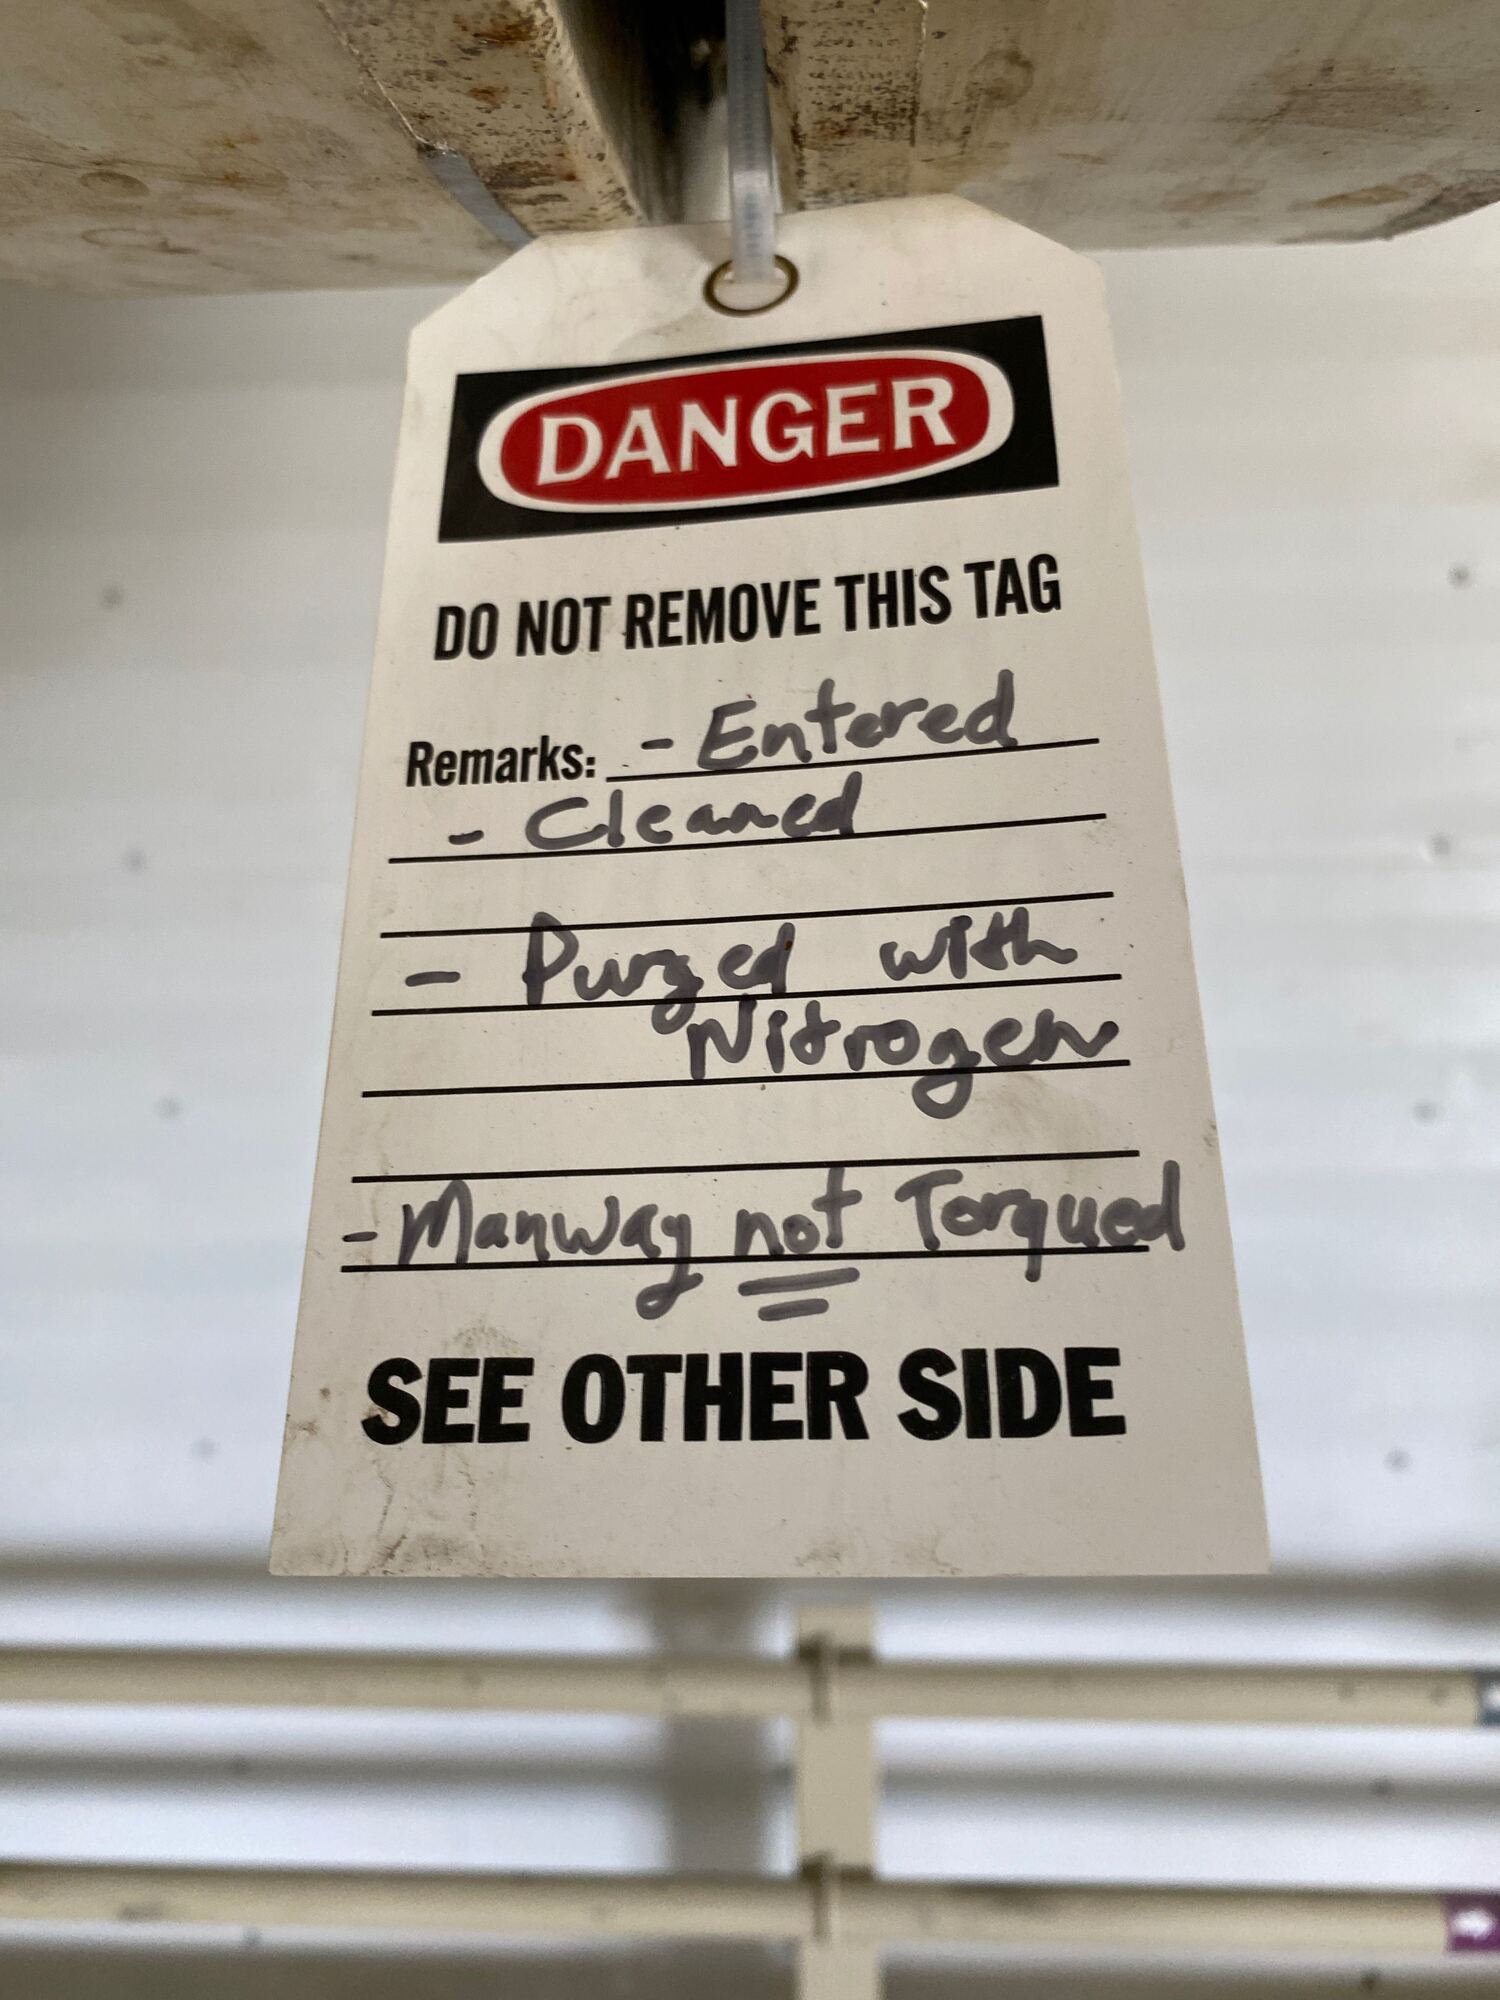 DANGER
DO NOT REMOVE THIS TAG
Remarks: - Entered
- Cleaned
- Purged with
Nitrogen
- Manway not Torqued
SEE OTHER SIDE